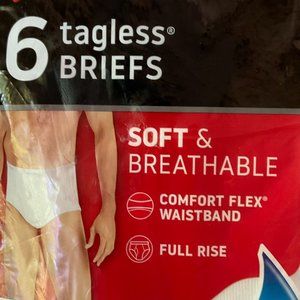 6 tagless®
BRIEFS
SOFT &
BREATHABLE
COMFORT FLEX®
WAISTBAND
FULL RISE